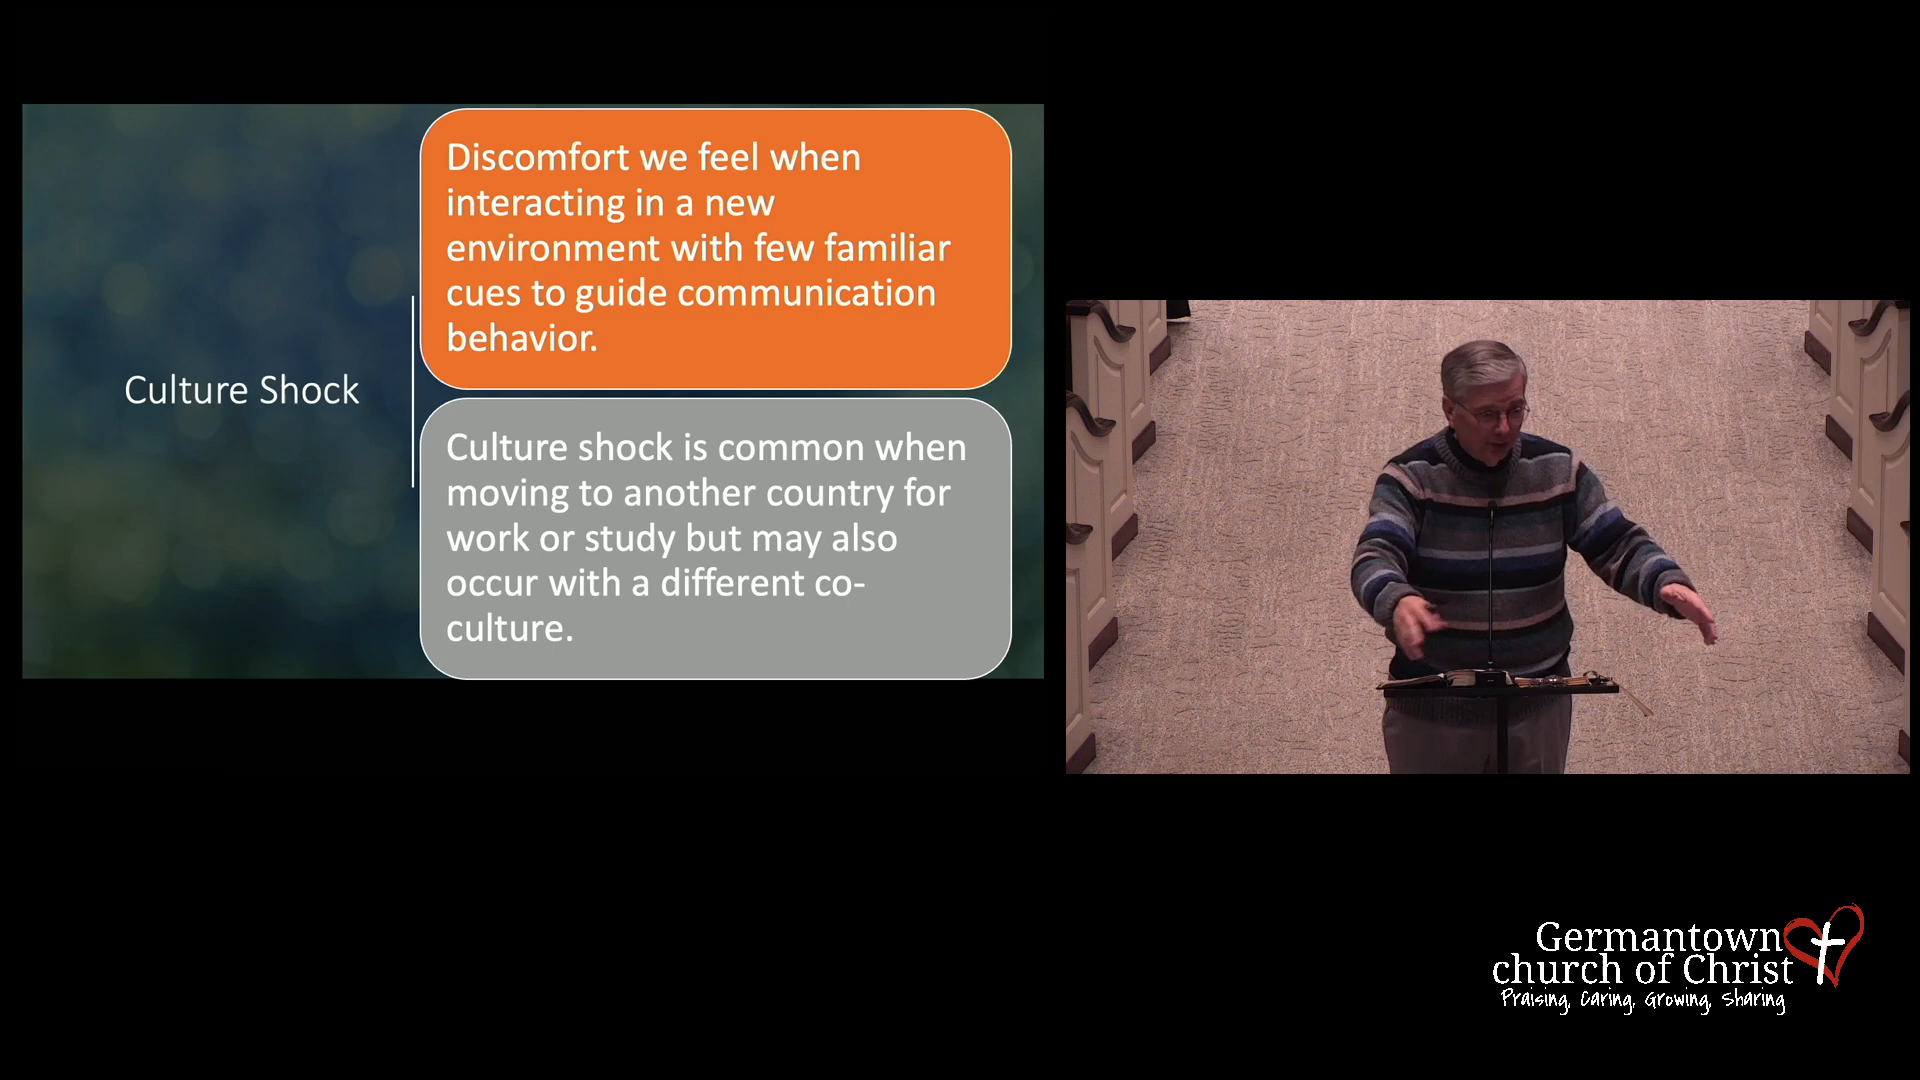 Culture Shock
Discomfort we feel when
interacting in a new
environment with few familiar
cues to guide communication
behavior.
Culture shock is common when
moving to another country for
work or study but may also
occur with a different co-
culture.
Germantown
church of Christ
Praising, Caring, Growing, Sharing